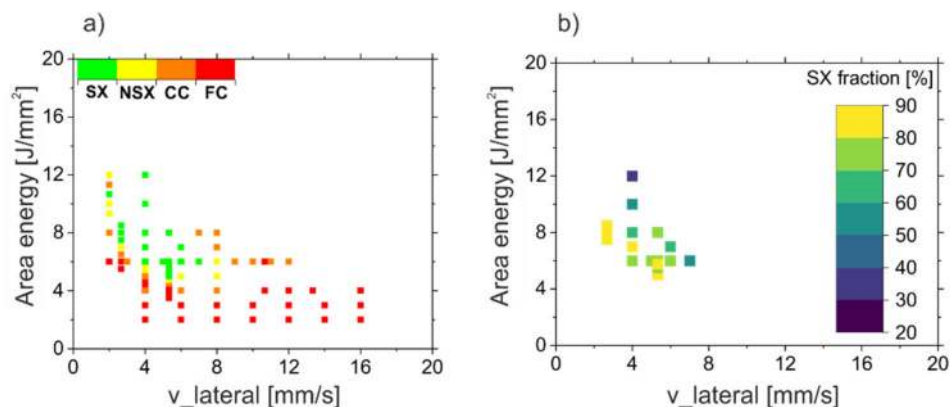 a)
20
16
12
8
4
0
Area energy [J/mm²]
SX NSX CC FC
0 4 8 12 16 20
v_lateral [mm/s]
b)
20
16
12
8
4
0
Area energy [J/mm²]
SX fraction [%]
90
80
70
60
50
40
30
20
0 4 8 12 16 20
v_lateral [mm/s]